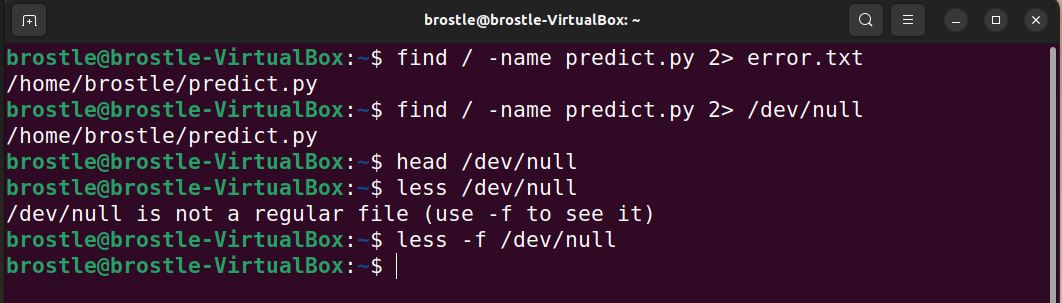 brostle@brostle-VirtualBox: ~
brostle@brostle-VirtualBox:~$ find / -name predict.py 2> error.txt
/home/brostle/predict.py
brostle@brostle-VirtualBox:~$ find / -name predict.py 2> /dev/null
/home/brostle/predict.py
brostle@brostle-VirtualBox:~$ head /dev/null
brostle@brostle-VirtualBox:~$ less /dev/null
/dev/null is not a regular file (use -f to see it)
brostle@brostle-VirtualBox:~$ less -f /dev/null
brostle@brostle-VirtualBox:~$